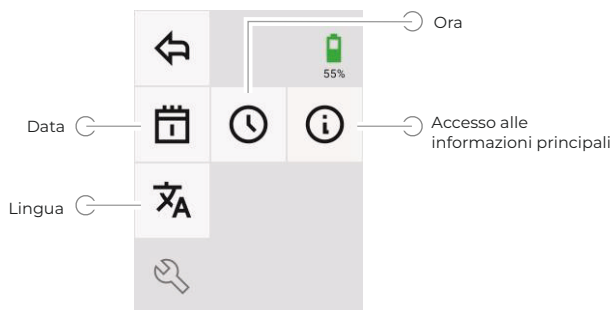 Ora
55%
Data
Accesso alle
informazioni principali
Lingua